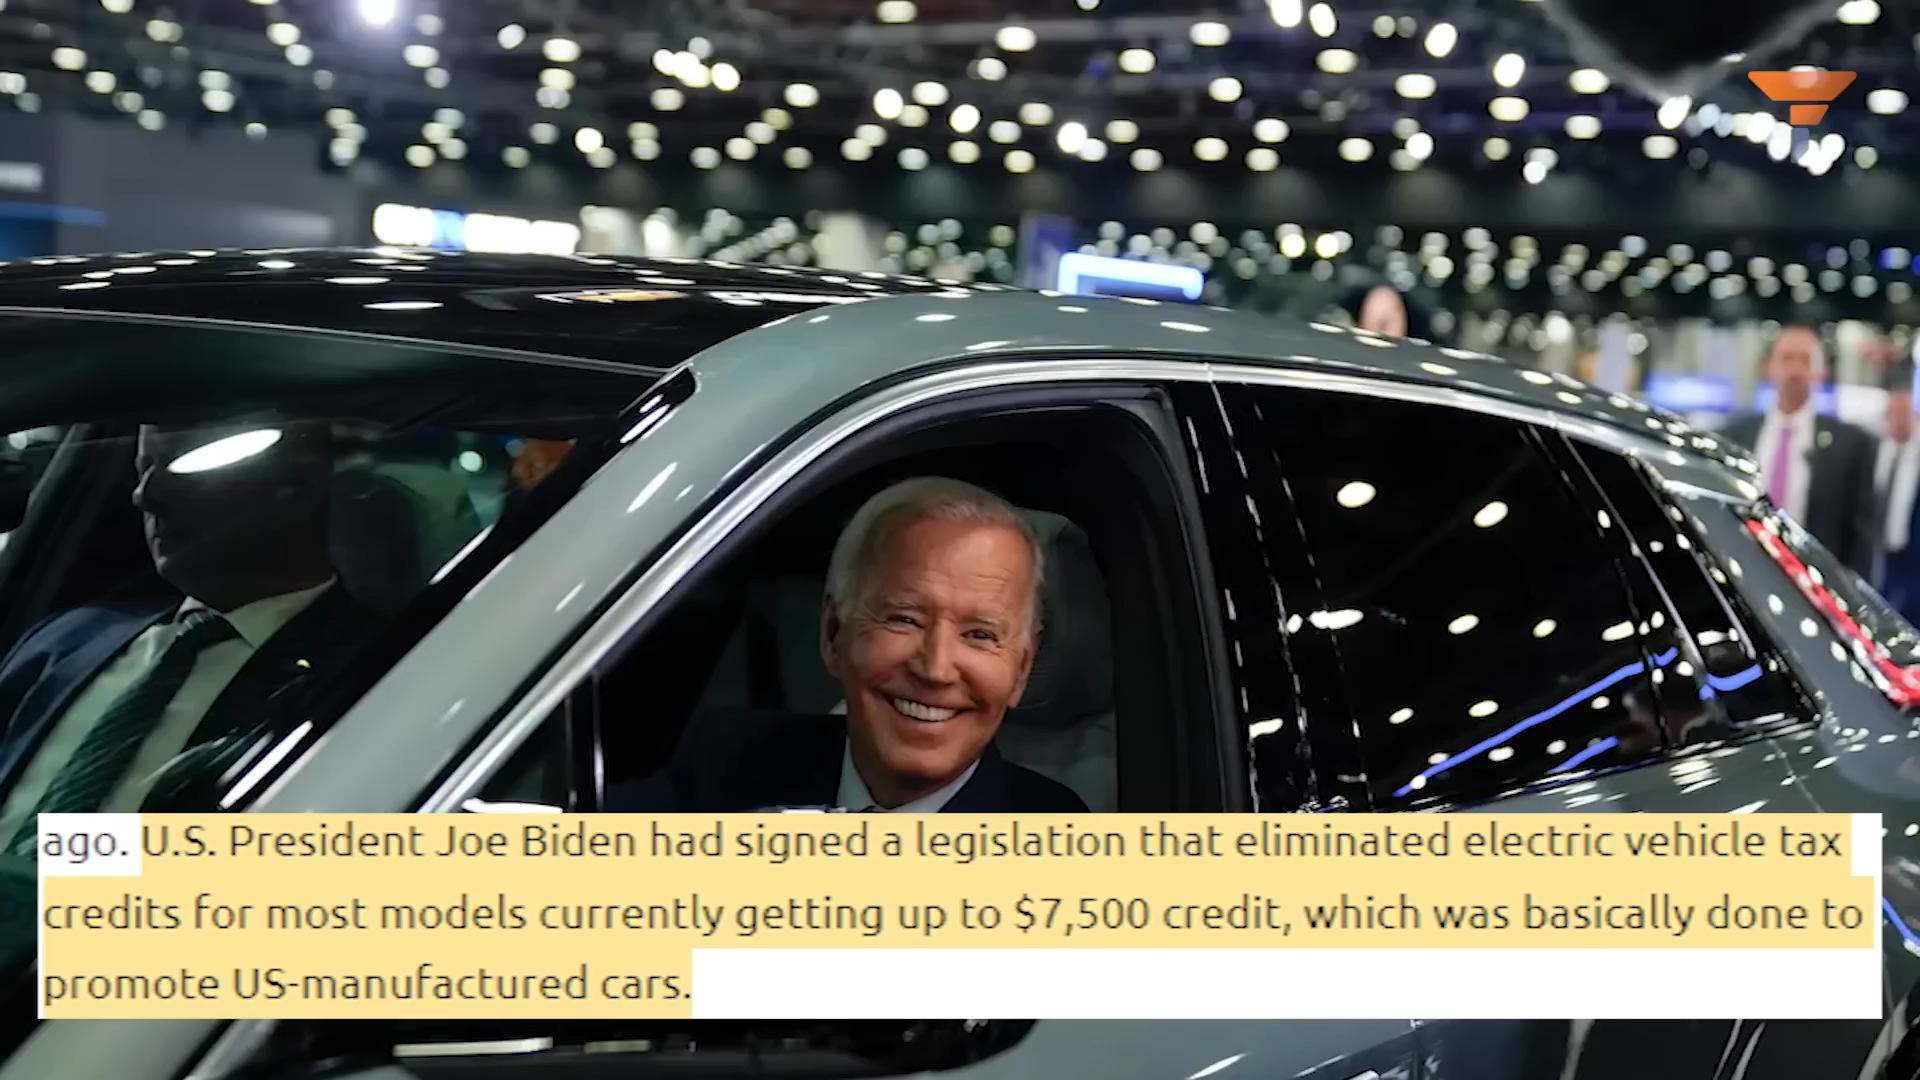 ago. U.S. President Joe Biden had signed a legislation that eliminated electric vehicle tax
credits for most models currently getting up to $7,500 credit, which was basically done to
promote US-manufactured cars.